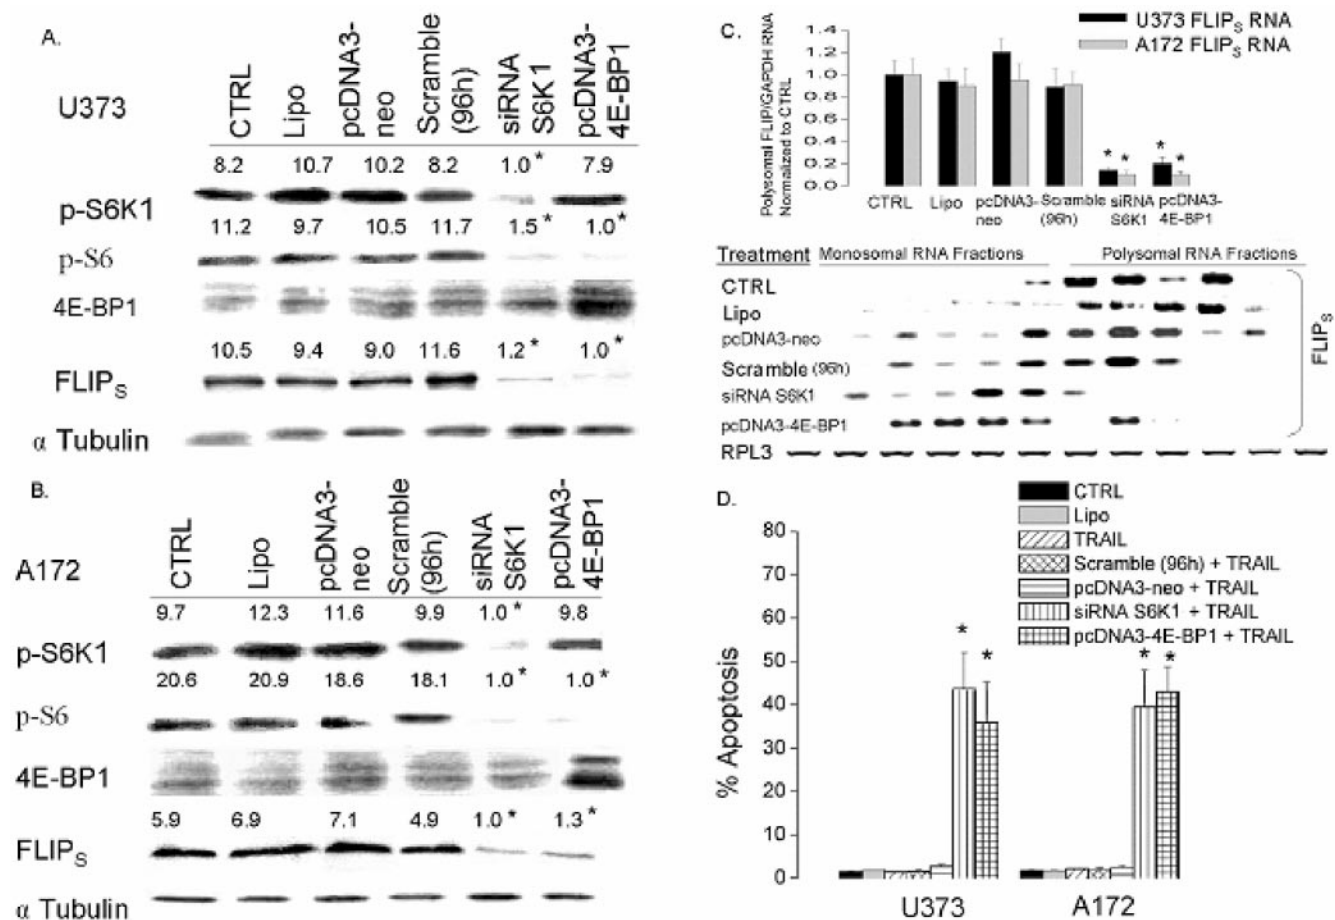 A.
U373
CTRL
Lipo
pcDNA3-
neo
Scramble
(96h)
siRNA
S6K1
pcDNA3-
4E-BP1
8.2 10.7 10.2 8.2 1.0 * 7.9
p-S6K1
11.2 9.7 10.5 11.7 1.5 * 1.0 *
p-S6
4E-BP1
10.5 9.4 9.0 11.6 1.2 * 1.0 *
FLIPS
α Tubulin
B.
A172
CTRL
Lipo
pcDNA3-
neo
Scramble
(96h)
siRNA
S6K1
pcDNA3-
4E-BP1
9.7 12.3 11.6 9.9 1.0 * 9.8
p-S6K1
20.6 20.9 18.6 18.1 1.0 * 1.0 *
p-S6
4E-BP1
5.9 6.9 7.1 4.9 1.0 * 1.3 *
FLIPS
α Tubulin
C.
U373 FLIPS RNA
A172 FLIPS RNA
Polysomal FLIP/GAPDH RNA
Normalized to CTRL
1.4
1.2
1.0
0.8
0.6
0.4
0.2
0.0
* * * *
CTRL Lipo pcDNA3- Scramble siRNA pcDNA3-
neo (96h) S6K1 4E-BP1
Treatment Monosomal RNA Fractions Polysomal RNA Fractions
CTRL
Lipo
pcDNA3-neo
Scramble (96h)
siRNA S6K1
pcDNA3-4E-BP1
RPL3
FLIPS
D.
CTRL
Lipo
TRAIL
Scramble (96h) + TRAIL
pcDNA3-neo + TRAIL
siRNA S6K1 + TRAIL
pcDNA3-4E-BP1 + TRAIL
% Apoptosis
80
70
60
50
40
30
20
10
0
* * * *
U373 A172